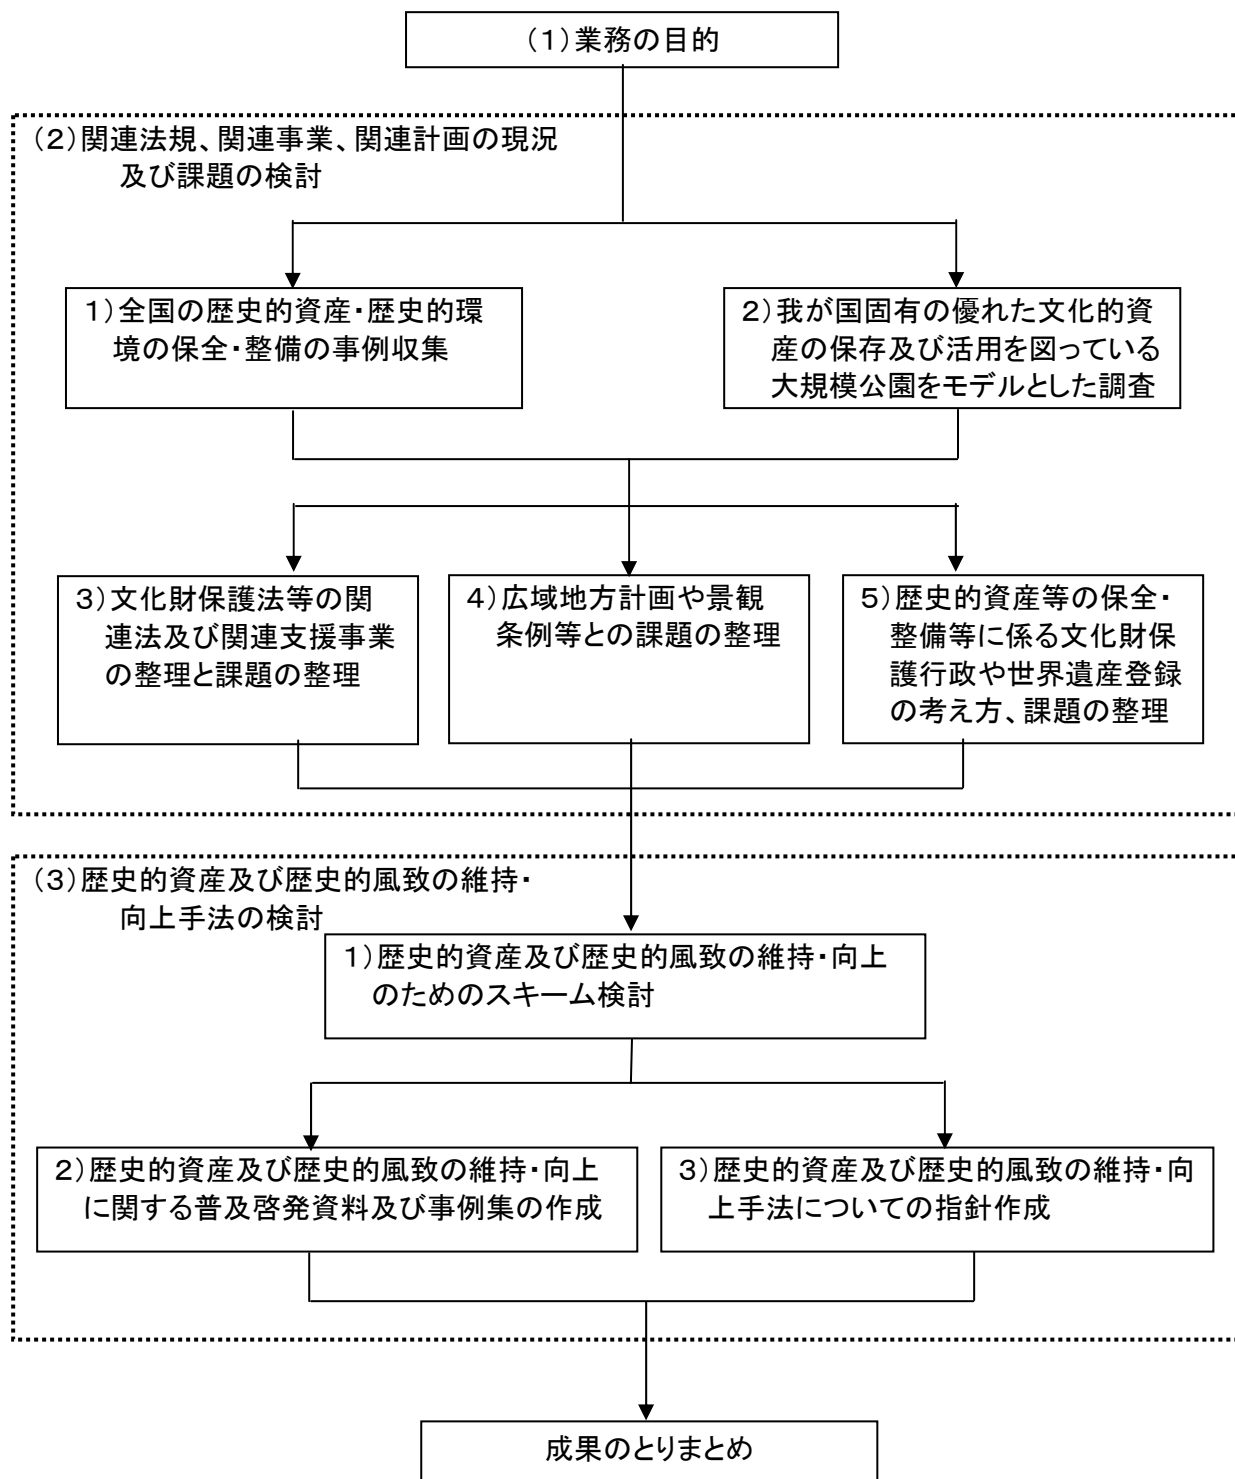 (1)業務の目的
(2)関連法規、関連事業、関連計画の現況
及び課題の検討
1)全国の歴史的資産・歴史的環
境の保全・整備の事例収集
2)我が国固有の優れた文化的資
産の保存及び活用を図っている
大規模公園をモデルとした調査
3)文化財保護法等の関
連法及び関連支援事業
の整理と課題の整理
4)広域地方計画や景観
条例等との課題の整理
5)歴史的資産等の保全・
整備等に係る文化財保
護行政や世界遺産登録
の考え方、課題の整理
(3)歴史的資産及び歴史的風致の維持・
向上手法の検討
1)歴史的資産及び歴史的風致の維持・向上
のためのスキーム検討
2)歴史的資産及び歴史的風致の維持・向上
に関する普及啓発資料及び事例集の作成
3)歴史的資産及び歴史的風致の維持・向
上手法についての指針作成
成果のとりまとめ